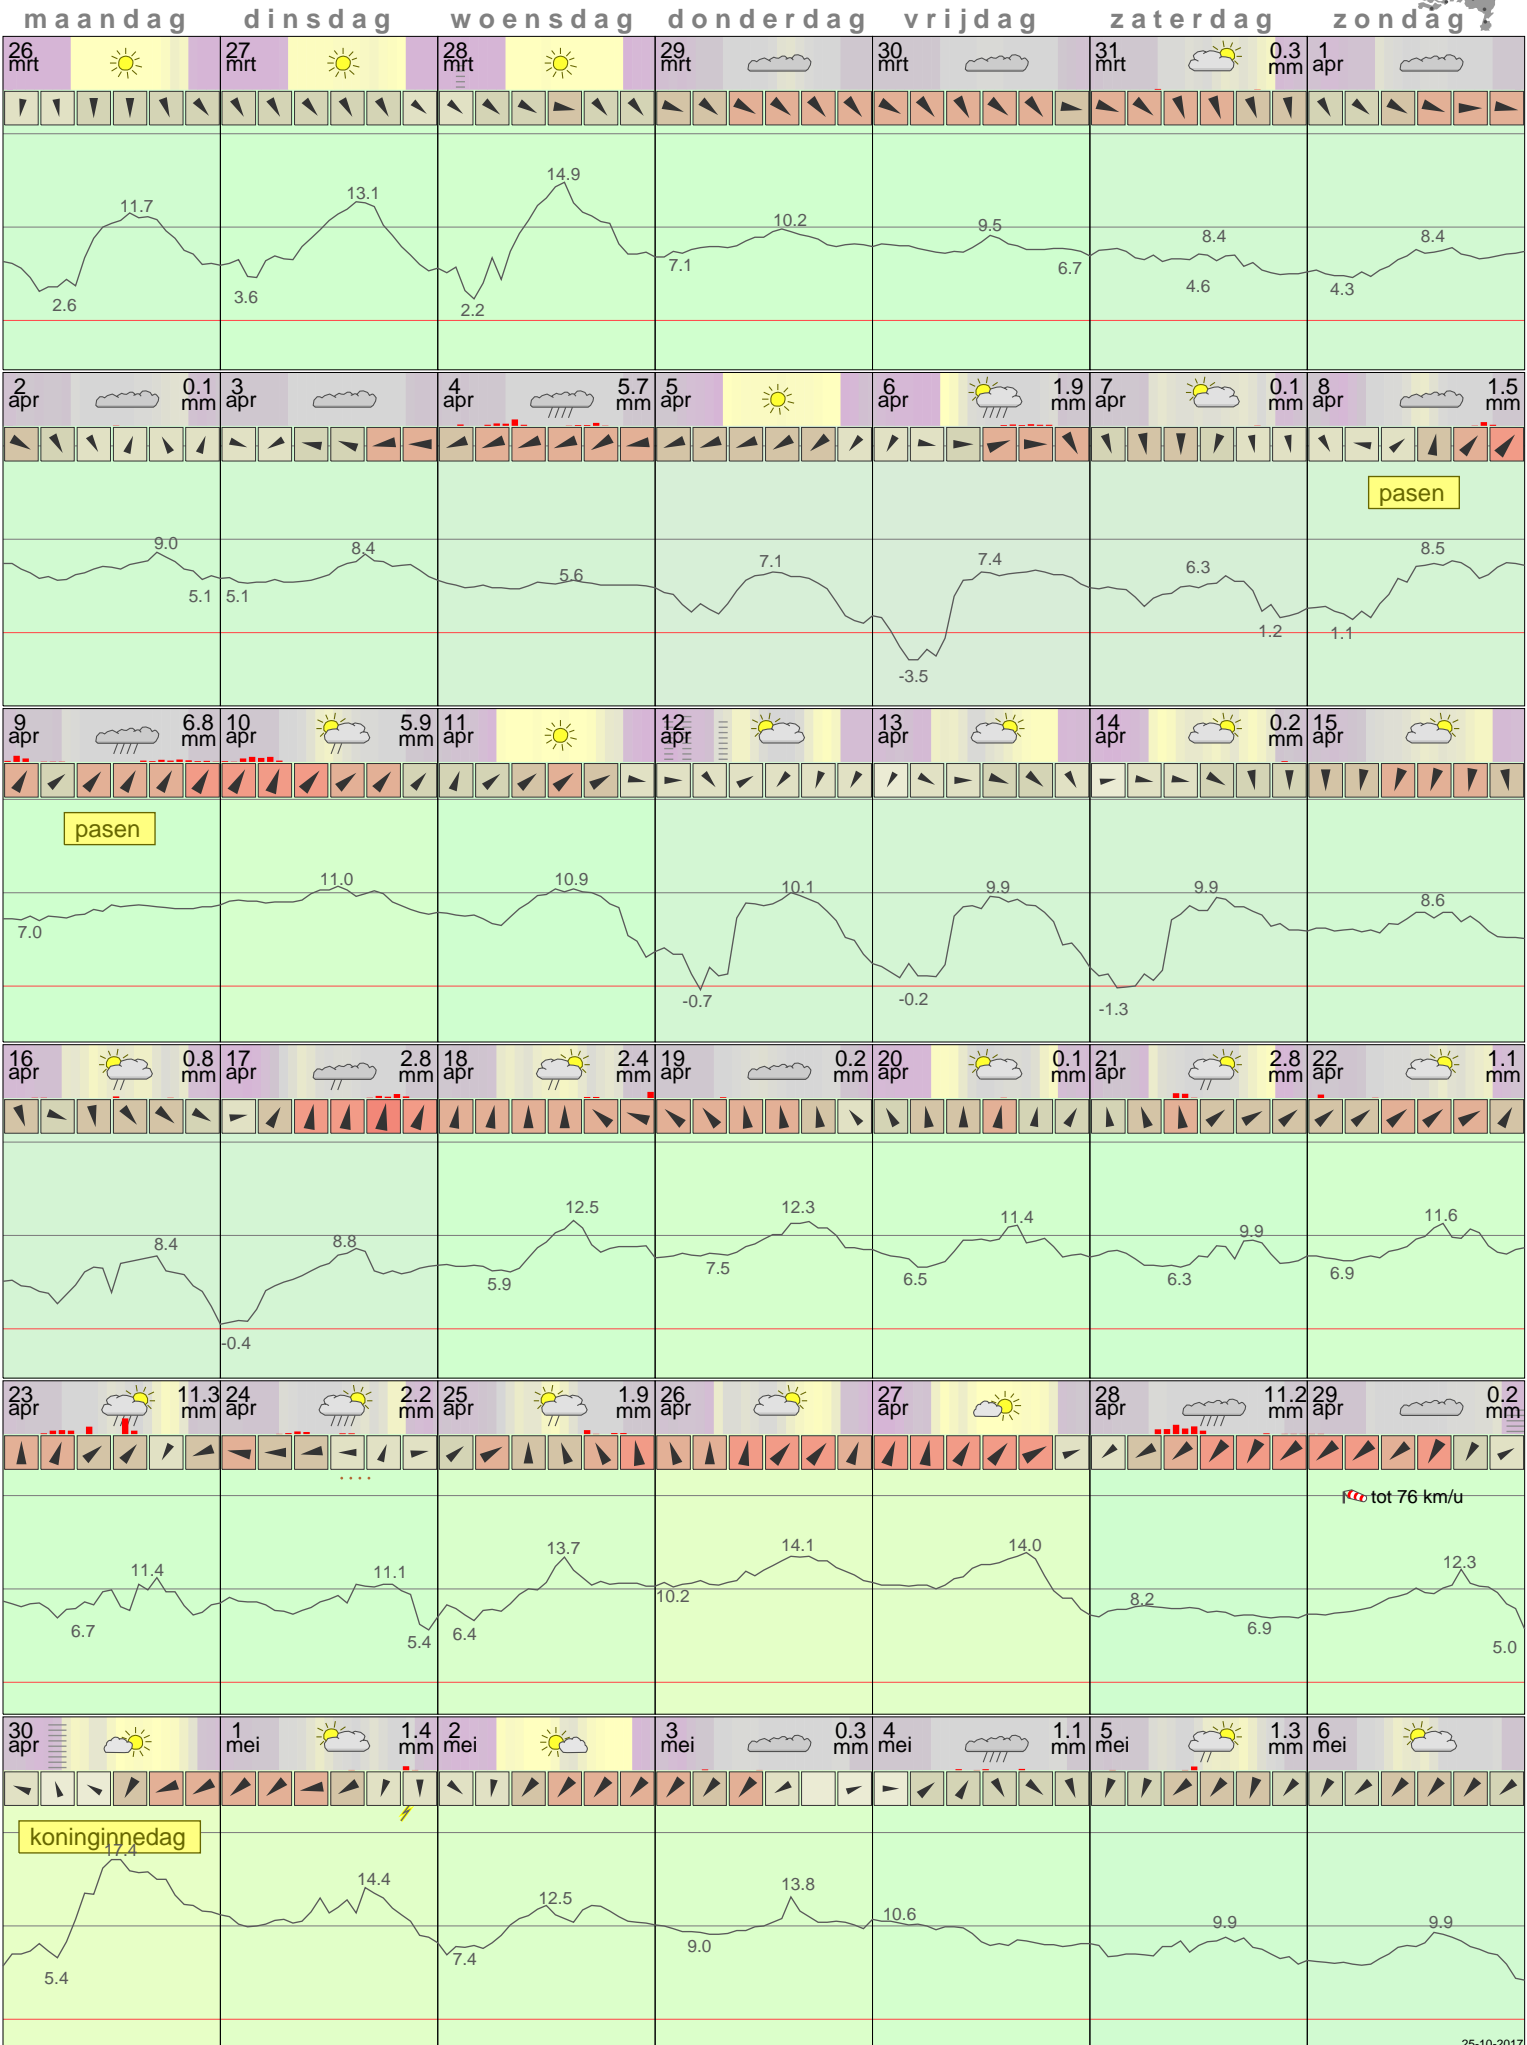 maandag dinsdag woensdag donderdag vrijdag zaterdag zondag
26 mrt 27 mrt 28 mrt 29 mrt 30 mrt 31 mrt 0.3 mm 1 apr
11.7 13.1 14.9 10.2 9.5 8.4 8.4
2.6 3.6 2.2 7.1 6.7 4.6 4.3
2 apr 0.1 mm 3 apr 4 apr 5.7 mm 5 apr 6 apr 1.9 mm 7 apr 0.1 mm 8 apr 1.5 mm
pasen
9.0 8.4 5.6 7.1 7.4 6.3 8.5
5.1 5.1 -3.5 1.2 1.1
9 apr 6.8 mm 10 apr 5.9 mm 11 apr 12 apr 13 apr 14 apr 0.2 mm 15 apr
pasen
11.0 10.9 10.1 9.9 9.9 8.6
7.0 -0.7 -0.2 -1.3
16 apr 0.8 mm 17 apr 2.8 mm 18 apr 2.4 mm 19 apr 0.2 mm 20 apr 0.1 mm 21 apr 2.8 mm 22 apr 1.1 mm
8.4 8.8 12.5 12.3 11.4 9.9 11.6
-0.4 5.9 7.5 6.5 6.3 6.9
23 apr 11.3 mm 24 apr 2.2 mm 25 apr 1.9 mm 26 apr 27 apr 28 apr 11.2 mm 29 apr 0.2 mm
tot 76 km/u
11.4 11.1 13.7 14.1 14.0 8.2 12.3
6.7 5.4 6.4 10.2 6.9 5.0
30 apr 1 mei 1.4 mm 2 mei 3 mei 0.3 mm 4 mei 1.1 mm 5 mei 1.3 mm 6 mei
koninginnedag
17.4 14.4 12.5 13.8 10.6 9.9 9.9
5.4 7.4 9.0
25-10-2017